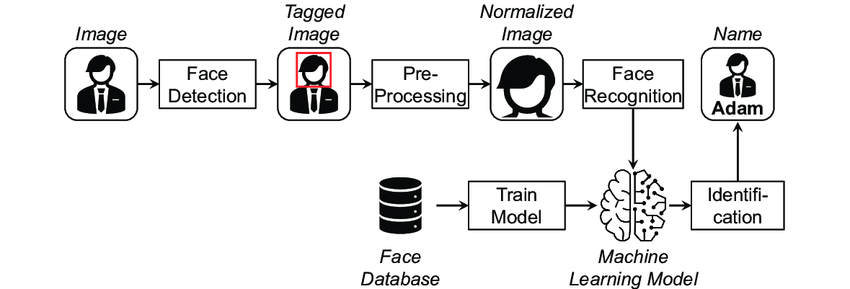 Image
Face
Detection
Tagged
Image
Pre-
Processing
Normalized
Image
Face
Recognition
Name
Adam
Face
Database
Train
Model
Machine
Learning Model
Identifi-
cation